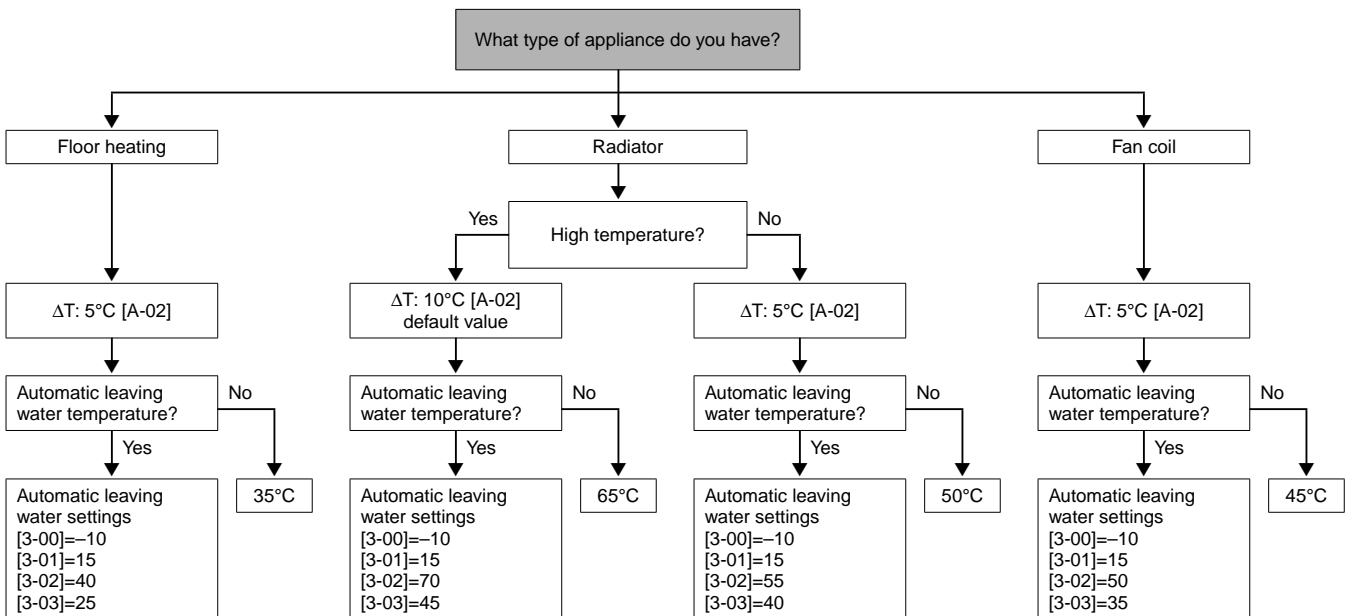 What type of appliance do you have?
Floor heating
Radiator
Fan coil
Yes
High temperature?
No
ΔT: 5°C [A-02]
ΔT: 10°C [A-02]
default value
ΔT: 5°C [A-02]
ΔT: 5°C [A-02]
Automatic leaving
water temperature?
No
Yes
Automatic leaving
water temperature?
No
Yes
Automatic leaving
water temperature?
No
Yes
Automatic leaving
water temperature?
No
Yes
Automatic leaving
water settings
[3-00]=–10
[3-01]=15
[3-02]=40
[3-03]=25
35°C
Automatic leaving
water settings
[3-00]=–10
[3-01]=15
[3-02]=70
[3-03]=45
65°C
Automatic leaving
water settings
[3-00]=–10
[3-01]=15
[3-02]=55
[3-03]=40
50°C
Automatic leaving
water settings
[3-00]=–10
[3-01]=15
[3-02]=50
[3-03]=35
45°C